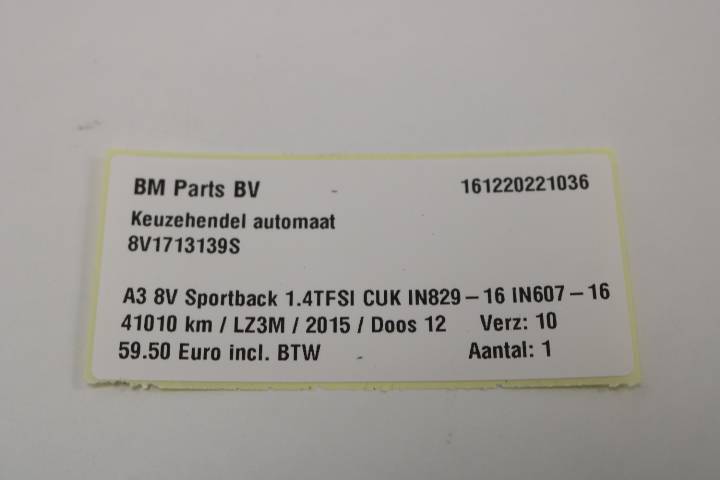 BM Parts BV 161220221036
Keuzehendel automaat
8V1713139S
A3 8V Sportback 1.4TFSI CUK IN829-16 IN607-16
41010 km / LZ3M / 2015 / Doos 12 Verz: 10
59.50 Euro incl. BTW Aantal: 1